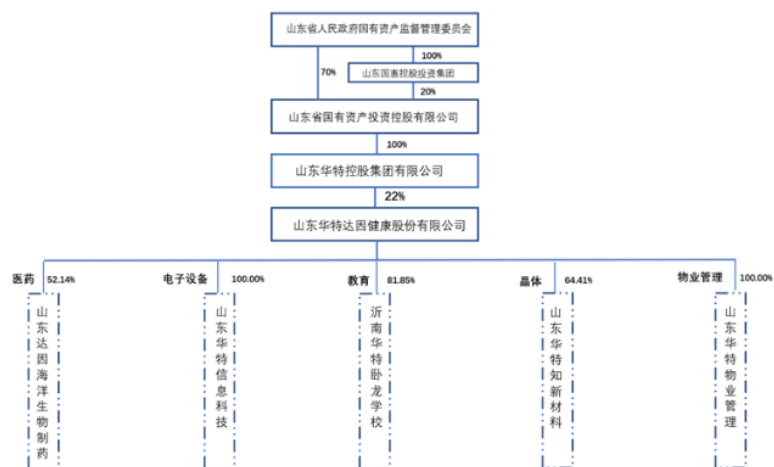 山东省人民政府国有资产监督管理委员会
100%
70%
山东国惠控股投资集团
20%
山东省国有资产投资控股有限公司
100%
山东华特控股集团有限公司
22%
山东华特达因健康股份有限公司
医药 52.14%
电子设备 100.00%
教育 81.85%
晶体 64.41%
物业管理 100.00%
山东达因海洋生物制药
山东华特信息科技
沂南华特卧龙学校
山东华特知新材料
山东华特物业管理